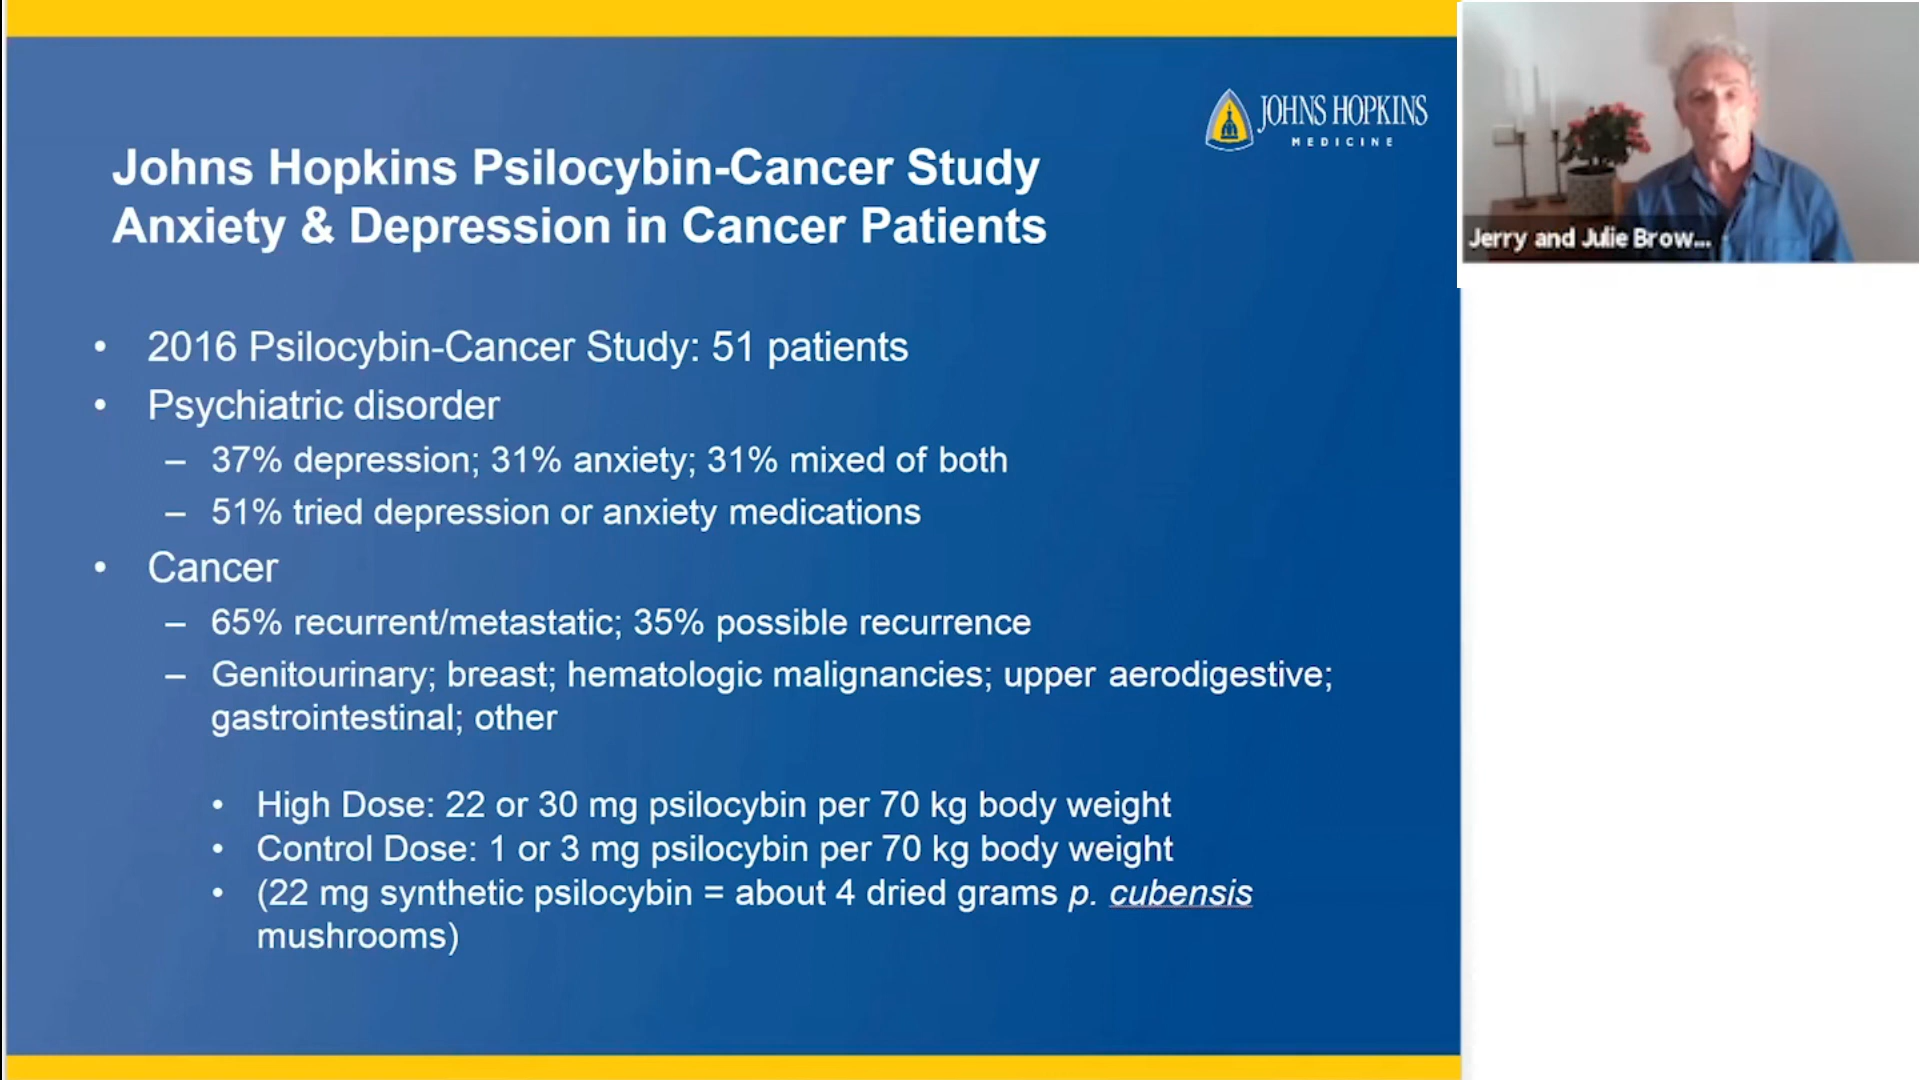 JOHNS HOPKINS
MEDICINE
Johns Hopkins Psilocybin-Cancer Study
Anxiety & Depression in Cancer Patients
• 2016 Psilocybin-Cancer Study: 51 patients
• Psychiatric disorder
– 37% depression; 31% anxiety; 31% mixed of both
– 51% tried depression or anxiety medications
• Cancer
– 65% recurrent/metastatic; 35% possible recurrence
– Genitourinary; breast; hematologic malignancies; upper aerodigestive;
gastrointestinal; other
• High Dose: 22 or 30 mg psilocybin per 70 kg body weight
• Control Dose: 1 or 3 mg psilocybin per 70 kg body weight
• (22 mg synthetic psilocybin = about 4 dried grams p. cubensis
mushrooms)
Jerry and Julie Brow...